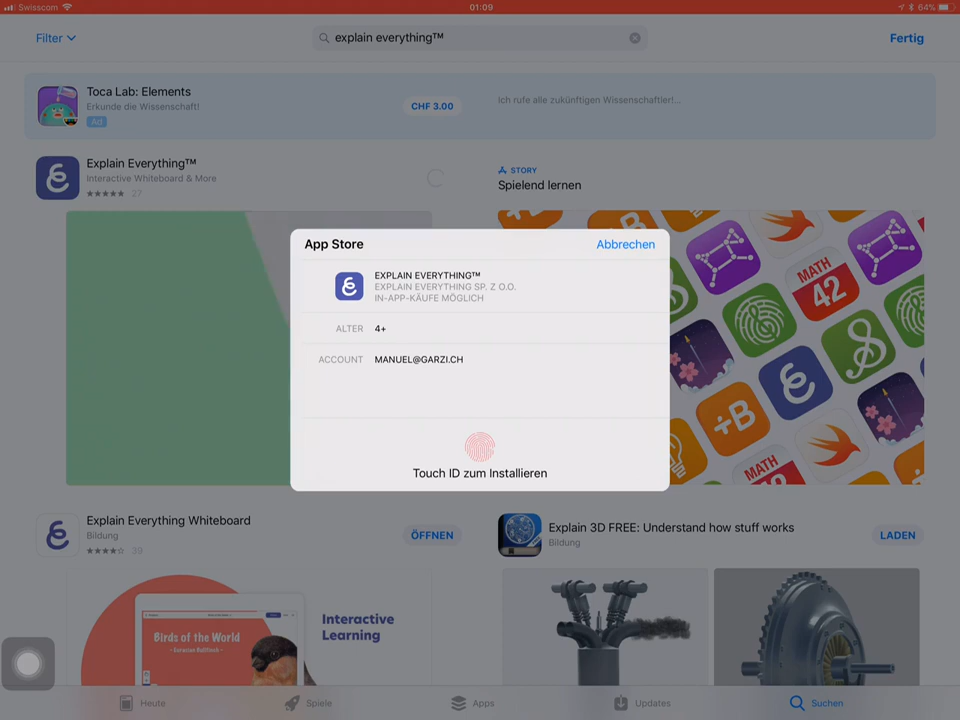 Swisscom
01:09
64%
Filter
explain everything™
Fertig
Toca Lab: Elements
Erkunde die Wissenschaft!
Ad
CHF 3.00
Ich rufe alle zukünftigen Wissenschaftler!...
Explain Everything™
Interactive Whiteboard & More
27
STORY
Spielend lernen
MATH
42
÷B
MATH
App Store
Abbrechen
EXPLAIN EVERYTHING™
EXPLAIN EVERYTHING SP. Z O.O.
IN-APP-KÄUFE MÖGLICH
ALTER 4+
ACCOUNT MANUEL@GARZI.CH
Touch ID zum Installieren
Explain Everything Whiteboard
Bildung
39
ÖFFNEN
Explain 3D FREE: Understand how stuff works
Bildung
LADEN
Interactive
Learning
Birds of the World
Heute
Spiele
Apps
Updates
Suchen